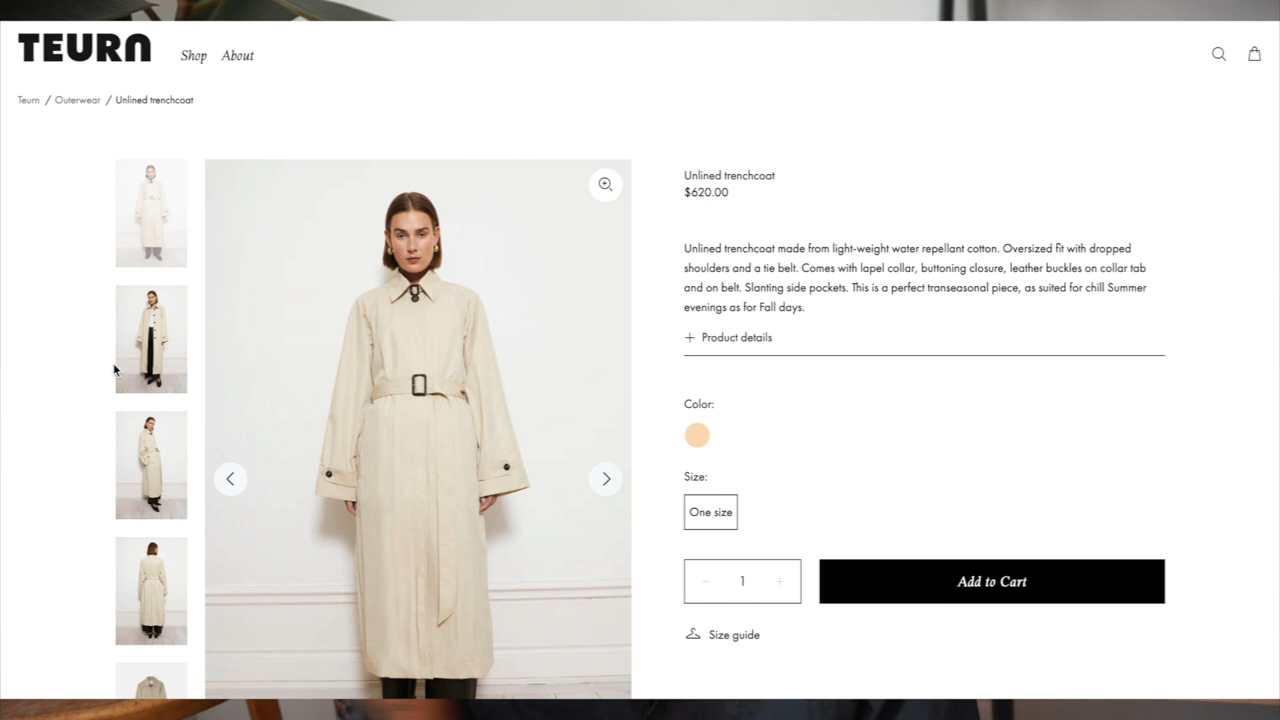 TEURN
Shop About
Teurn / Outerwear / Unlined trenchcoat
Unlined trenchcoat
$620.00
Unlined trenchcoat made from light-weight water repellant cotton. Oversized fit with dropped
shoulders and a tie belt. Comes with lapel collar, buttoning closure, leather buckles on collar tab
and on belt. Slanting side pockets. This is a perfect transeasonal piece, as suited for chill Summer
evenings as for Fall days.
+ Product details
Color:
Size:
One size
− 1 +
Add to Cart
Size guide